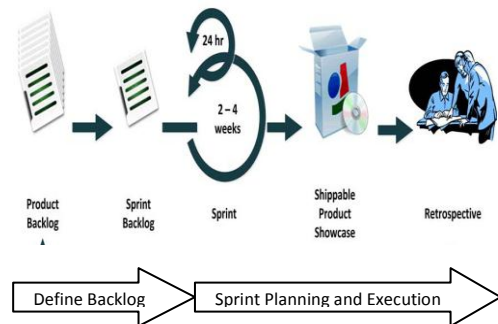 24 hr
2 – 4
weeks
Product
Backlog
Sprint
Backlog
Sprint
Shippable
Product
Showcase
Retrospective
Define Backlog
Sprint Planning and Execution